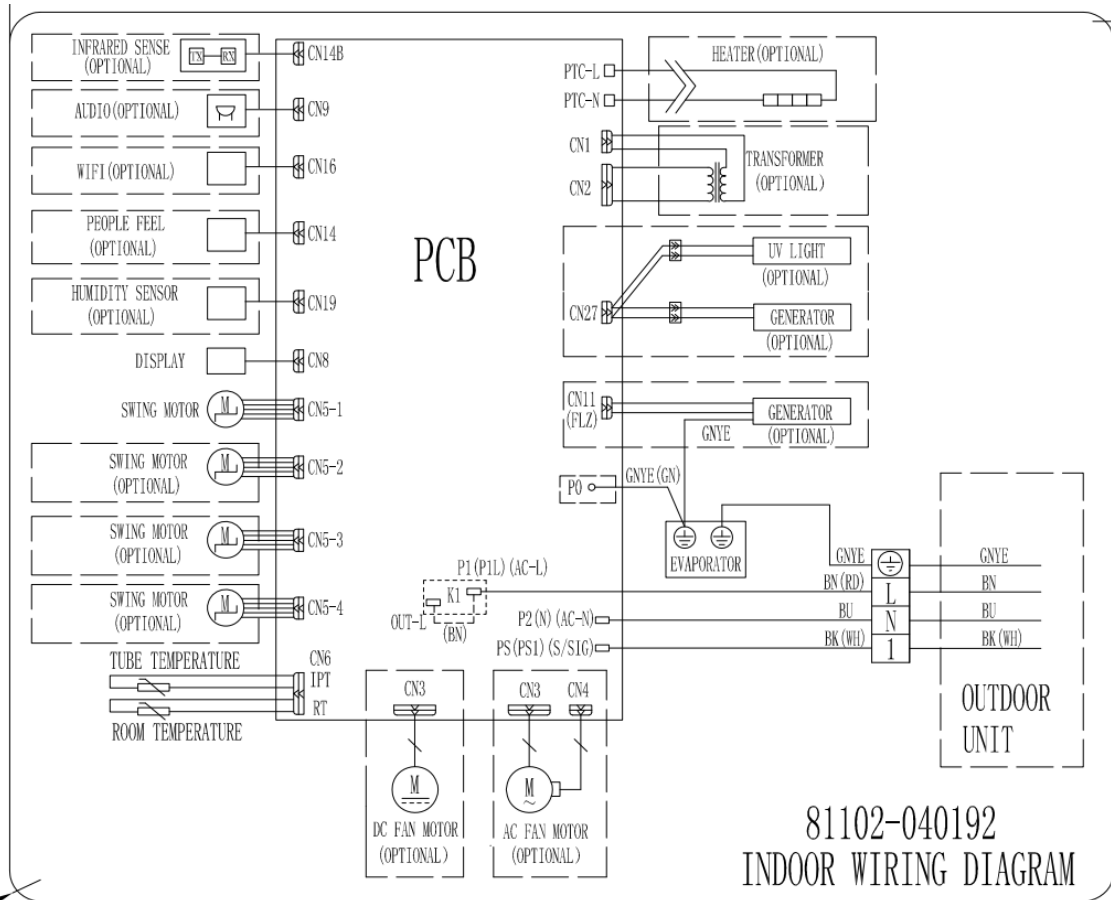 INFRARED SENSE
(OPTIONAL)
TX
RX
CN14B
AUDIO(OPTIONAL)
CN9
WIFI(OPTIONAL)
CN16
PEOPLE FEEL
(OPTIONAL)
CN14
HUMIDITY SENSOR
(OPTIONAL)
CN19
DISPLAY
CN8
SWING MOTOR
M
CN5-1
SWING MOTOR
(OPTIONAL)
M
CN5-2
SWING MOTOR
(OPTIONAL)
M
CN5-3
SWING MOTOR
(OPTIONAL)
M
CN5-4
TUBE TEMPERATURE
CN6
IPT
RT
ROOM TEMPERATURE
PCB
HEATER(OPTIONAL)
PTC-L
PTC-N
CN1
CN2
TRANSFORMER
(OPTIONAL)
CN27
UV LIGHT
(OPTIONAL)
GENERATOR
(OPTIONAL)
CN11
(FLZ)
GENERATOR
(OPTIONAL)
GNYE
P0
GNYE(GN)
EVAPORATOR
P1(P1L)(AC-L)
K1
OUT-L
(BN)
P2(N)(AC-N)
PS(PS1)(S/SIG)
GNYE
BN(RD)
BU
BK(WH)
L
N
1
GNYE
BN
BU
BK(WH)
OUTDOOR
UNIT
CN3
M
DC FAN MOTOR
(OPTIONAL)
CN3
CN4
M
~
AC FAN MOTOR
(OPTIONAL)
81102-040192
INDOOR WIRING DIAGRAM